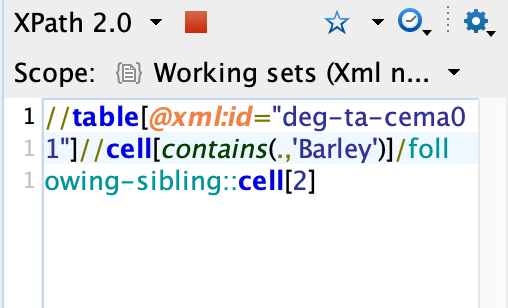 XPath 2.0
Scope: Working sets (Xml n...
1 //table[@xml:id="deg-ta-cema0
1 1"]//cell[contains(.,'Barley')]/foll
1 owing-sibling::cell[2]